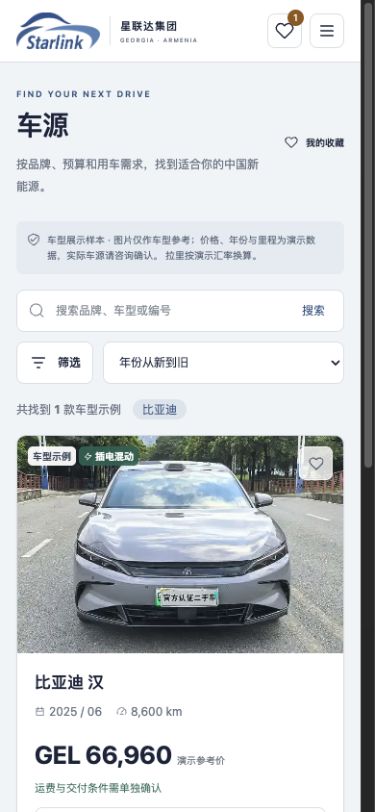 Starlink
星联达集团
GEORGIA · ARMENIA
1
FIND YOUR NEXT DRIVE
车源
我的收藏
按品牌、预算和用车需求，找到适合你的中国新
能源。
车型展示样本 · 图片仅作车型参考；价格、年份与里程为演示数
据，实际车源请咨询确认。 拉里按演示汇率换算。
搜索品牌、车型或编号
搜索
筛选
年份从新到旧
共找到 1 款车型示例
比亚迪
车型示例
插电混动
官方认证二手车
比亚迪 汉
2025 / 06
8,600 km
GEL 66,960 演示参考价
运费与交付条件需单独确认